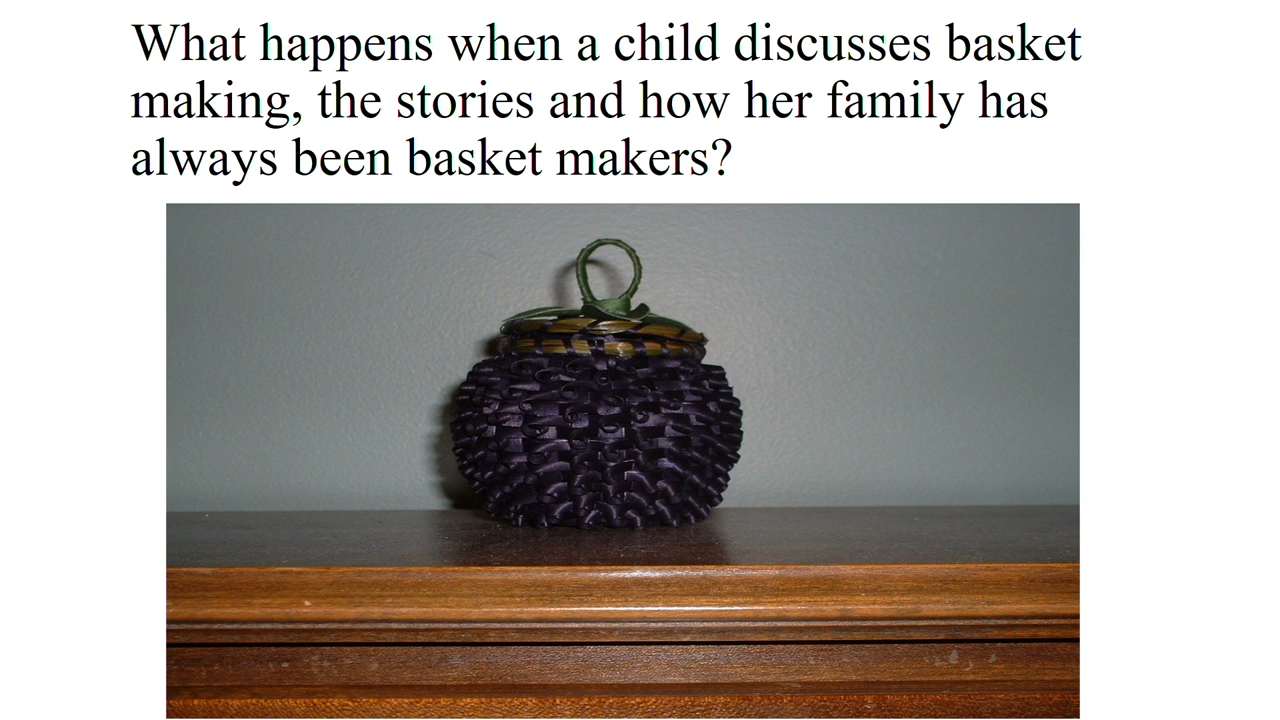 What happens when a child discusses basket
making, the stories and how her family has
always been basket makers?